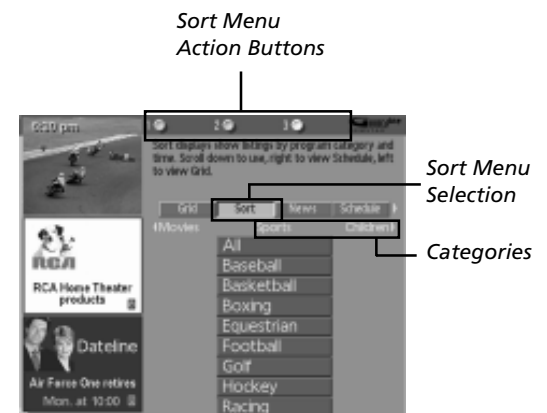 Sort Menu
Action Buttons
6:20 pm
1 2 3
Sort displays show listings by program category and
time. Scroll down to use, right to view Schedule, left
to view Grid.
Sort Menu
Selection
Grid Sort News Schedule
Movies Sports Children
Categories
All
Baseball
Basketball
Boxing
Equestrian
Football
Golf
Hockey
Racing
RCA
RCA Home Theater
products
Dateline
Air Force One retires
Mon. at 10:00